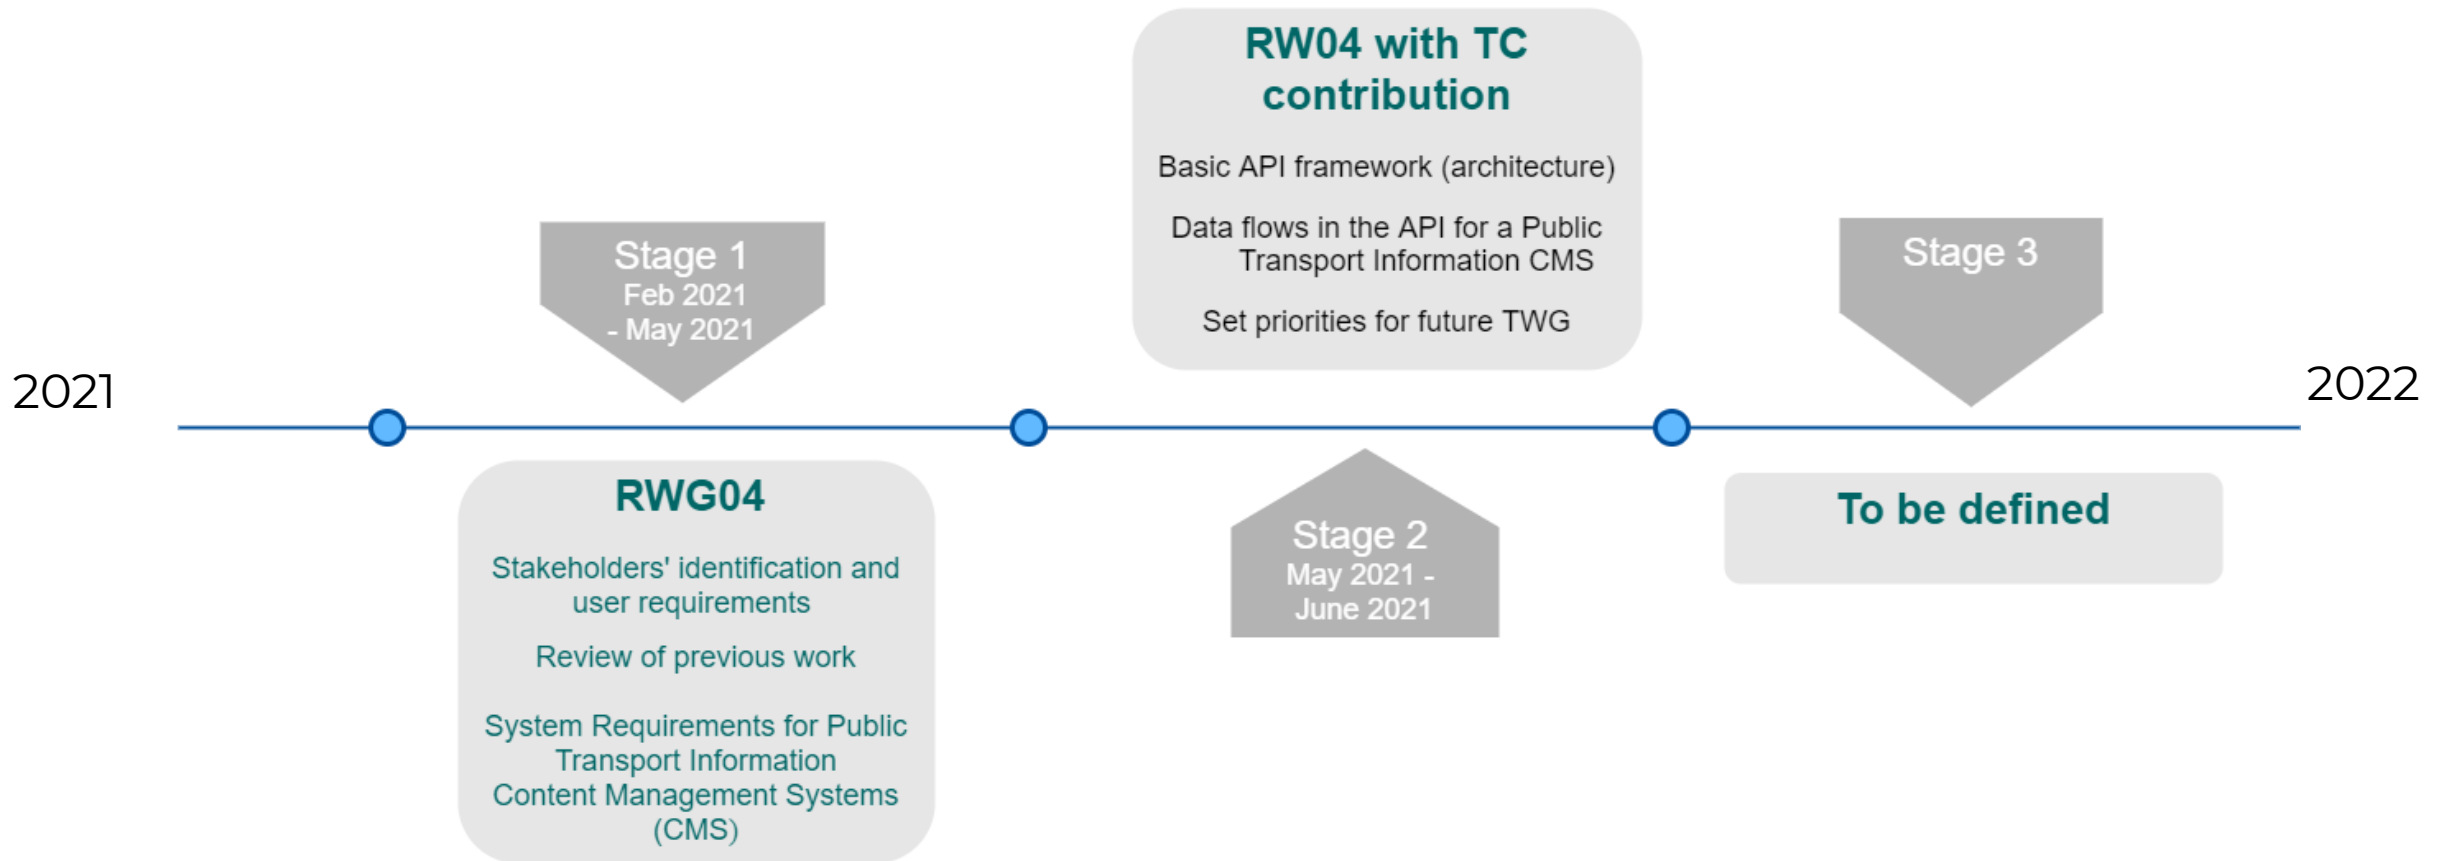 2021
Stage 1
Feb 2021
- May 2021
RWG04
Stakeholders' identification and
user requirements
Review of previous work
System Requirements for Public
Transport Information
Content Management Systems
(CMS)
RW04 with TC
contribution
Basic API framework (architecture)
Data flows in the API for a Public
Transport Information CMS
Set priorities for future TWG
Stage 2
May 2021 -
June 2021
Stage 3
To be defined
2022